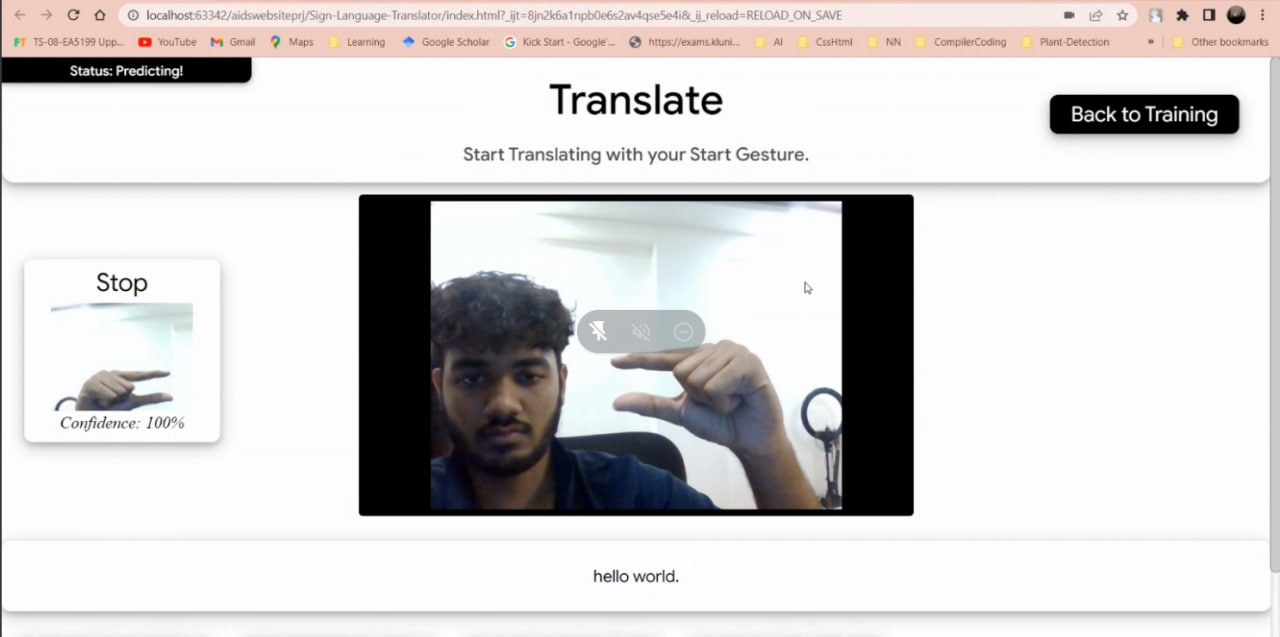 localhost:63342/aidswebsiteprj/Sign-Language-Translator/index.html?_ijt=8jn2k6a1npb0e6s2av4qse5e4i&_ij_reload=RELOAD_ON_SAVE
TS-08-EA5199 Upp... YouTube Gmail Maps Learning Google Scholar Kick Start - Google'... https://exams.kluni... AI CssHtml NN CompilerCoding Plant-Detection » Other bookmarks
Status: Predicting!
Translate
Back to Training
Start Translating with your Start Gesture.
Stop
Confidence: 100%
hello world.